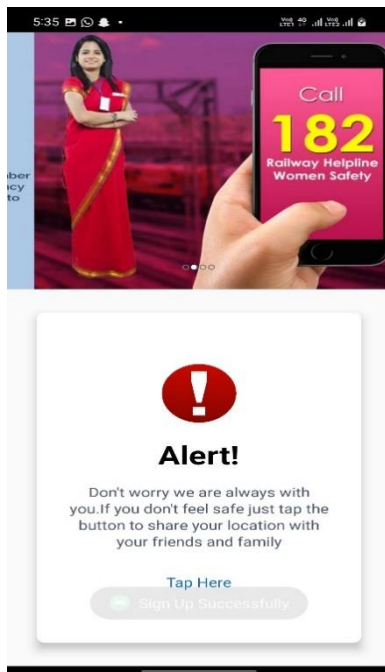 5:35
Call
182
Railway Helpline
Women Safety
to
Alert!
Don't worry we are always with
you.If you don't feel safe just tap the
button to share your location with
your friends and family
Tap Here
Sign Up Successfully